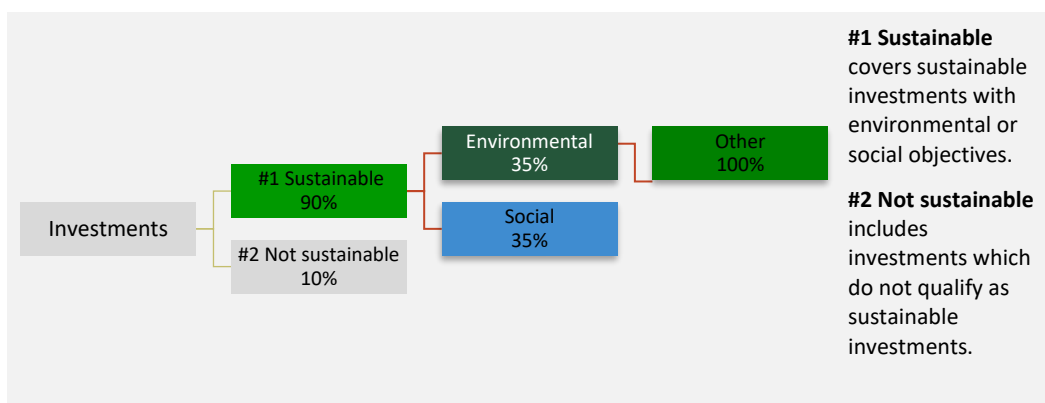 Investments
#1 Sustainable
90%
#2 Not sustainable
10%
Environmental
35%
Social
35%
Other
100%
#1 Sustainable
covers sustainable
investments with
environmental or
social objectives.
#2 Not sustainable
includes
investments which
do not qualify as
sustainable
investments.